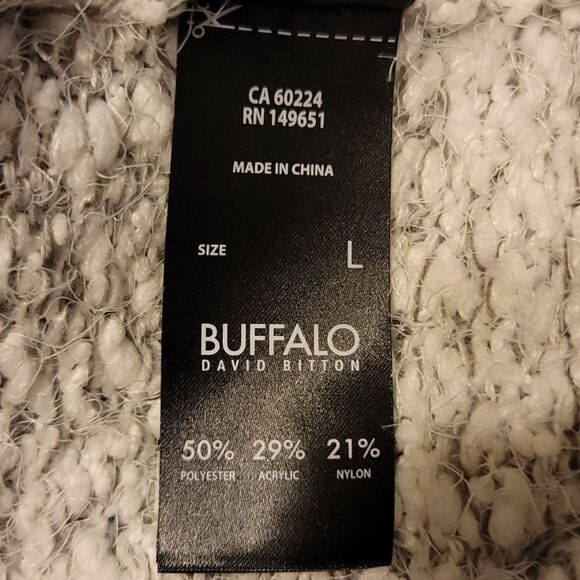 CA 60224
RN 149651
MADE IN CHINA
SIZE L
BUFFALO
DAVID BITTON
50% 29% 21%
POLYESTER ACRYLIC NYLON